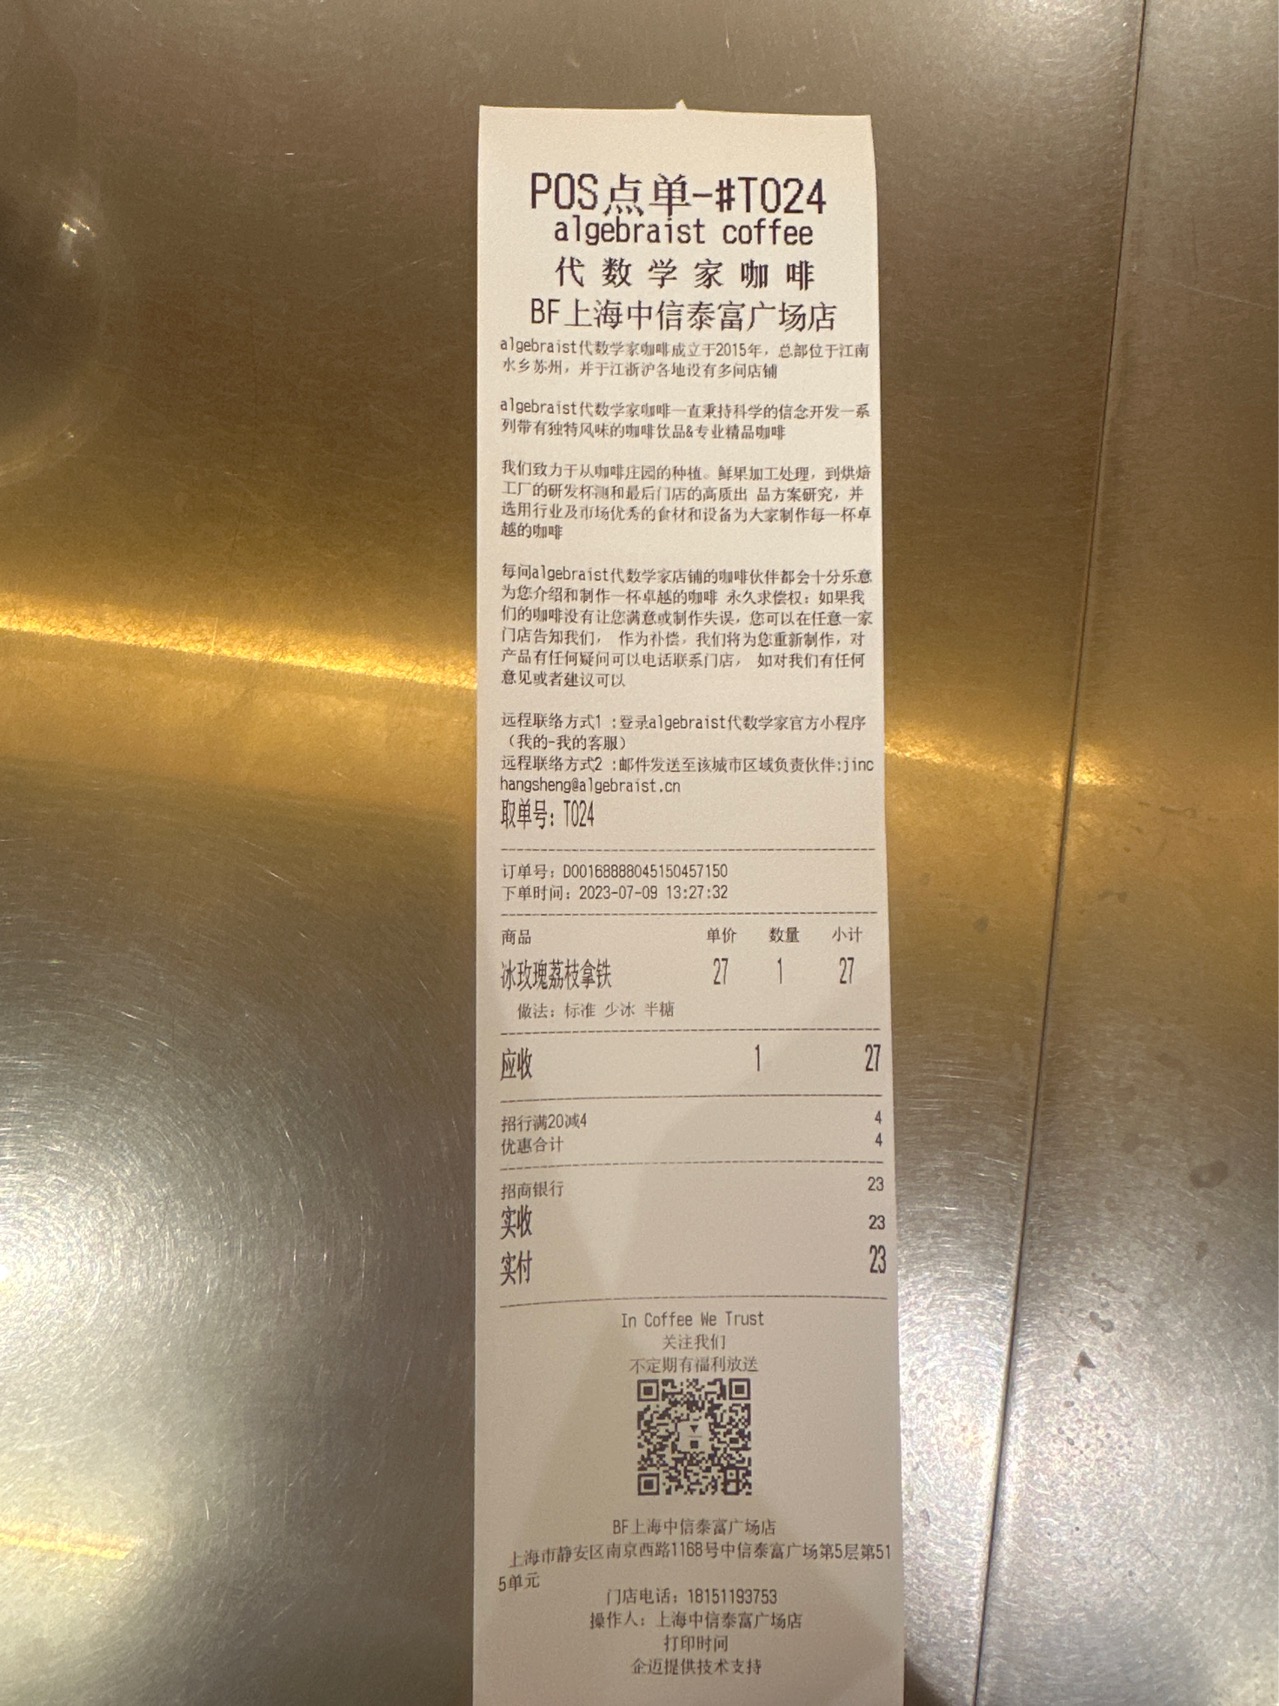 POS点单-#T024
algebraist coffee
代数学家咖啡
BF上海中信泰富广场店
algebraist代数学家咖啡成立于2015年，总部位于江南
水乡苏州，并于江浙沪各地设有多间店铺
algebraist代数学家咖啡一直秉持科学的信念开发一系
列带有独特风味的咖啡饮品&专业精品咖啡
我们致力于从咖啡庄园的种植。鲜果加工处理，到烘焙
工厂的研发杯测和最后门店的高质出 品方案研究，并
选用行业及市场优秀的食材和设备为大家制作每一杯卓
越的咖啡
每间algebraist代数学家店铺的咖啡伙伴都会十分乐意
为您介绍和制作一杯卓越的咖啡 永久求偿权：如果我
们的咖啡没有让您满意或制作失误，您可以在任意一家
门店告知我们， 作为补偿，我们将为您重新制作，对
产品有任何疑问可以电话联系门店， 如对我们有任何
意见或者建议可以
远程联络方式1 :登录algebraist代数学家官方小程序
（我的-我的客服）
远程联络方式2 :邮件发送至该城市区域负责伙伴:jinc
hangsheng@algebraist.cn
取单号：T024
订单号：D00168888045150457150
下单时间：2023-07-09 13:27:32
商品 单价 数量 小计
冰玫瑰荔枝拿铁 27 1 27
做法：标准 少冰 半糖
应收 1 27
招行满20减4 4
优惠合计 4
招商银行 23
实收 23
实付 23
In Coffee We Trust
关注我们
不定期有福利放送
BF上海中信泰富广场店
上海市静安区南京西路1168号中信泰富广场第5层第51
5单元
门店电话：18151193753
操作人：上海中信泰富广场店
打印时间
企迈提供技术支持